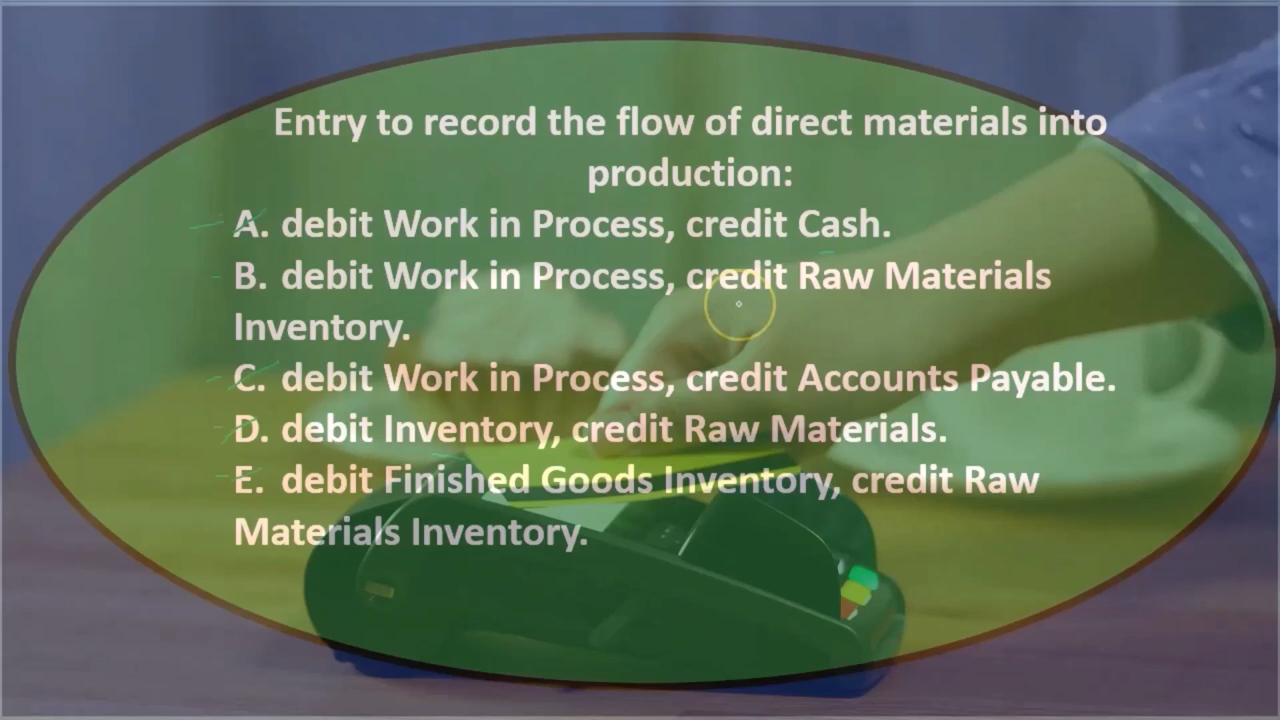 Entry to record the flow of direct materials into
production:
A. debit Work in Process, credit Cash.
B. debit Work in Process, credit Raw Materials
Inventory.
C. debit Work in Process, credit Accounts Payable.
D. debit Inventory, credit Raw Materials.
E. debit Finished Goods Inventory, credit Raw
Materials Inventory.